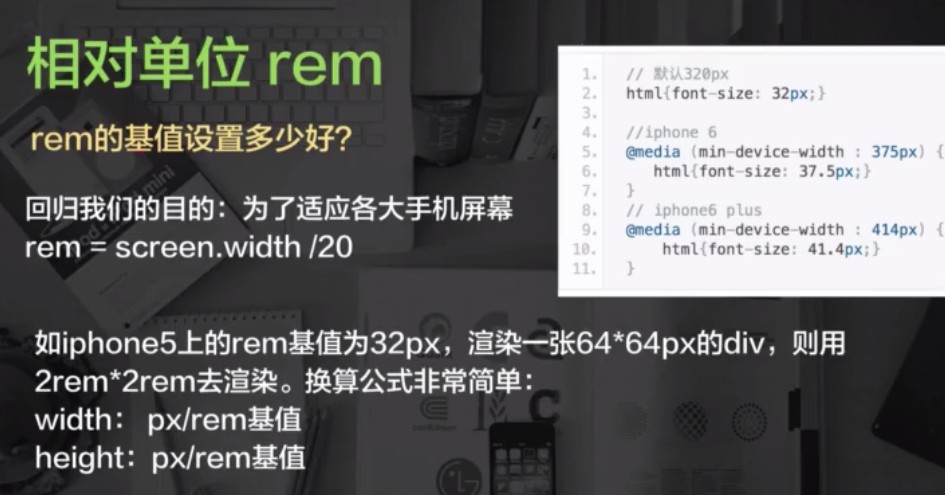 相对单位 rem
rem的基值设置多少好？
回归我们的目的：为了适应各大手机屏幕
rem = screen.width /20
如iphone5上的rem基值为32px，渲染一张64*64px的div，则用
2rem*2rem去渲染。换算公式非常简单：
width： px/rem基值
height：px/rem基值
1. // 默认320px
2. html{font-size: 32px;}
3.
4. //iphone 6
5. @media (min-device-width : 375px) {
6. html{font-size: 37.5px;}
7. }
8. // iphone6 plus
9. @media (min-device-width : 414px) {
10. html{font-size: 41.4px;}
11. }